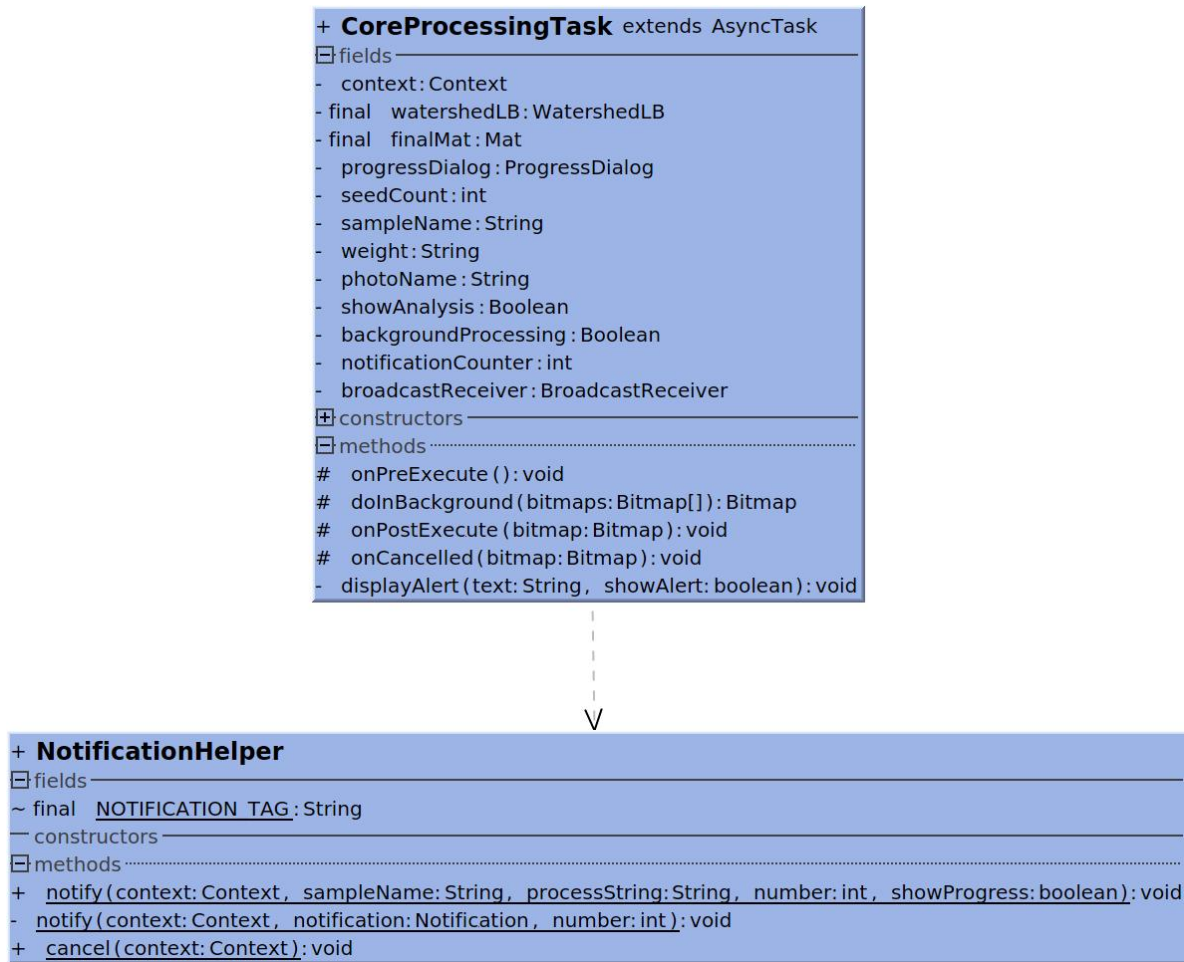 + CoreProcessingTask extends AsyncTask
fields
- context:Context
- final watershedLB:WatershedLB
- final finalMat:Mat
- progressDialog:ProgressDialog
- seedCount:int
- sampleName:String
- weight:String
- photoName:String
- showAnalysis:Boolean
- backgroundProcessing:Boolean
- notificationCounter:int
- broadcastReceiver:BroadcastReceiver
constructors
methods
# onPreExecute():void
# doInBackground(bitmaps:Bitmap[]):Bitmap
# onPostExecute(bitmap:Bitmap):void
# onCancelled(bitmap:Bitmap):void
- displayAlert(text:String, showAlert:boolean):void
+ NotificationHelper
fields
~ final NOTIFICATION_TAG:String
constructors
methods
+ notify(context:Context, sampleName:String, processString:String, number:int, showProgress:boolean):void
- notify(context:Context, notification:Notification, number:int):void
+ cancel(context:Context):void